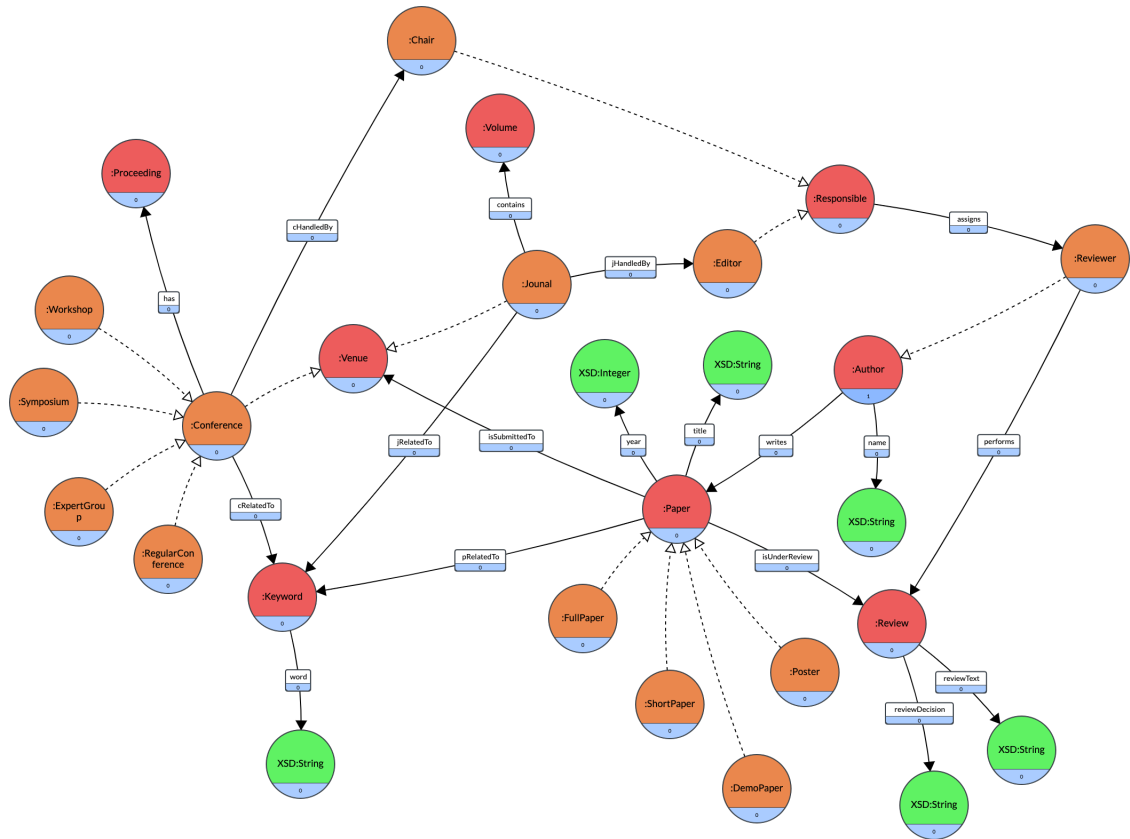 :Chair
0
:Volume
0
:Proceeding
0
contains
0
:Responsible
0
assigns
0
cHandledBy
0
:Reviewer
0
:Editor
0
jHandledBy
0
:Jounal
0
has
0
:Workshop
0
:Venue
0
XSD:Integer
0
XSD:String
0
:Author
1
:Symposium
0
:Conference
0
jRelatedTo
0
isSubmittedTo
0
year
0
title
0
writes
0
name
0
performs
0
:ExpertGrou
p
0
cRelatedTo
0
:Paper
0
XSD:String
0
:RegularCon
ference
0
pRelatedTo
0
isUnderReview
0
:Keyword
0
:FullPaper
0
:Review
0
word
0
:Poster
0
reviewText
0
:ShortPaper
0
reviewDecision
0
XSD:String
0
XSD:String
0
:DemoPaper
0
XSD:String
0